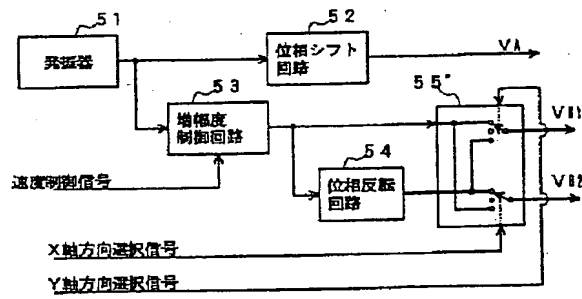 51
発振器
52
位相シフト
回路
VA
53
増幅度
制御回路
55'
VB1
54
位相反転
回路
VB2
速度制御信号
X軸方向選択信号
Y軸方向選択信号